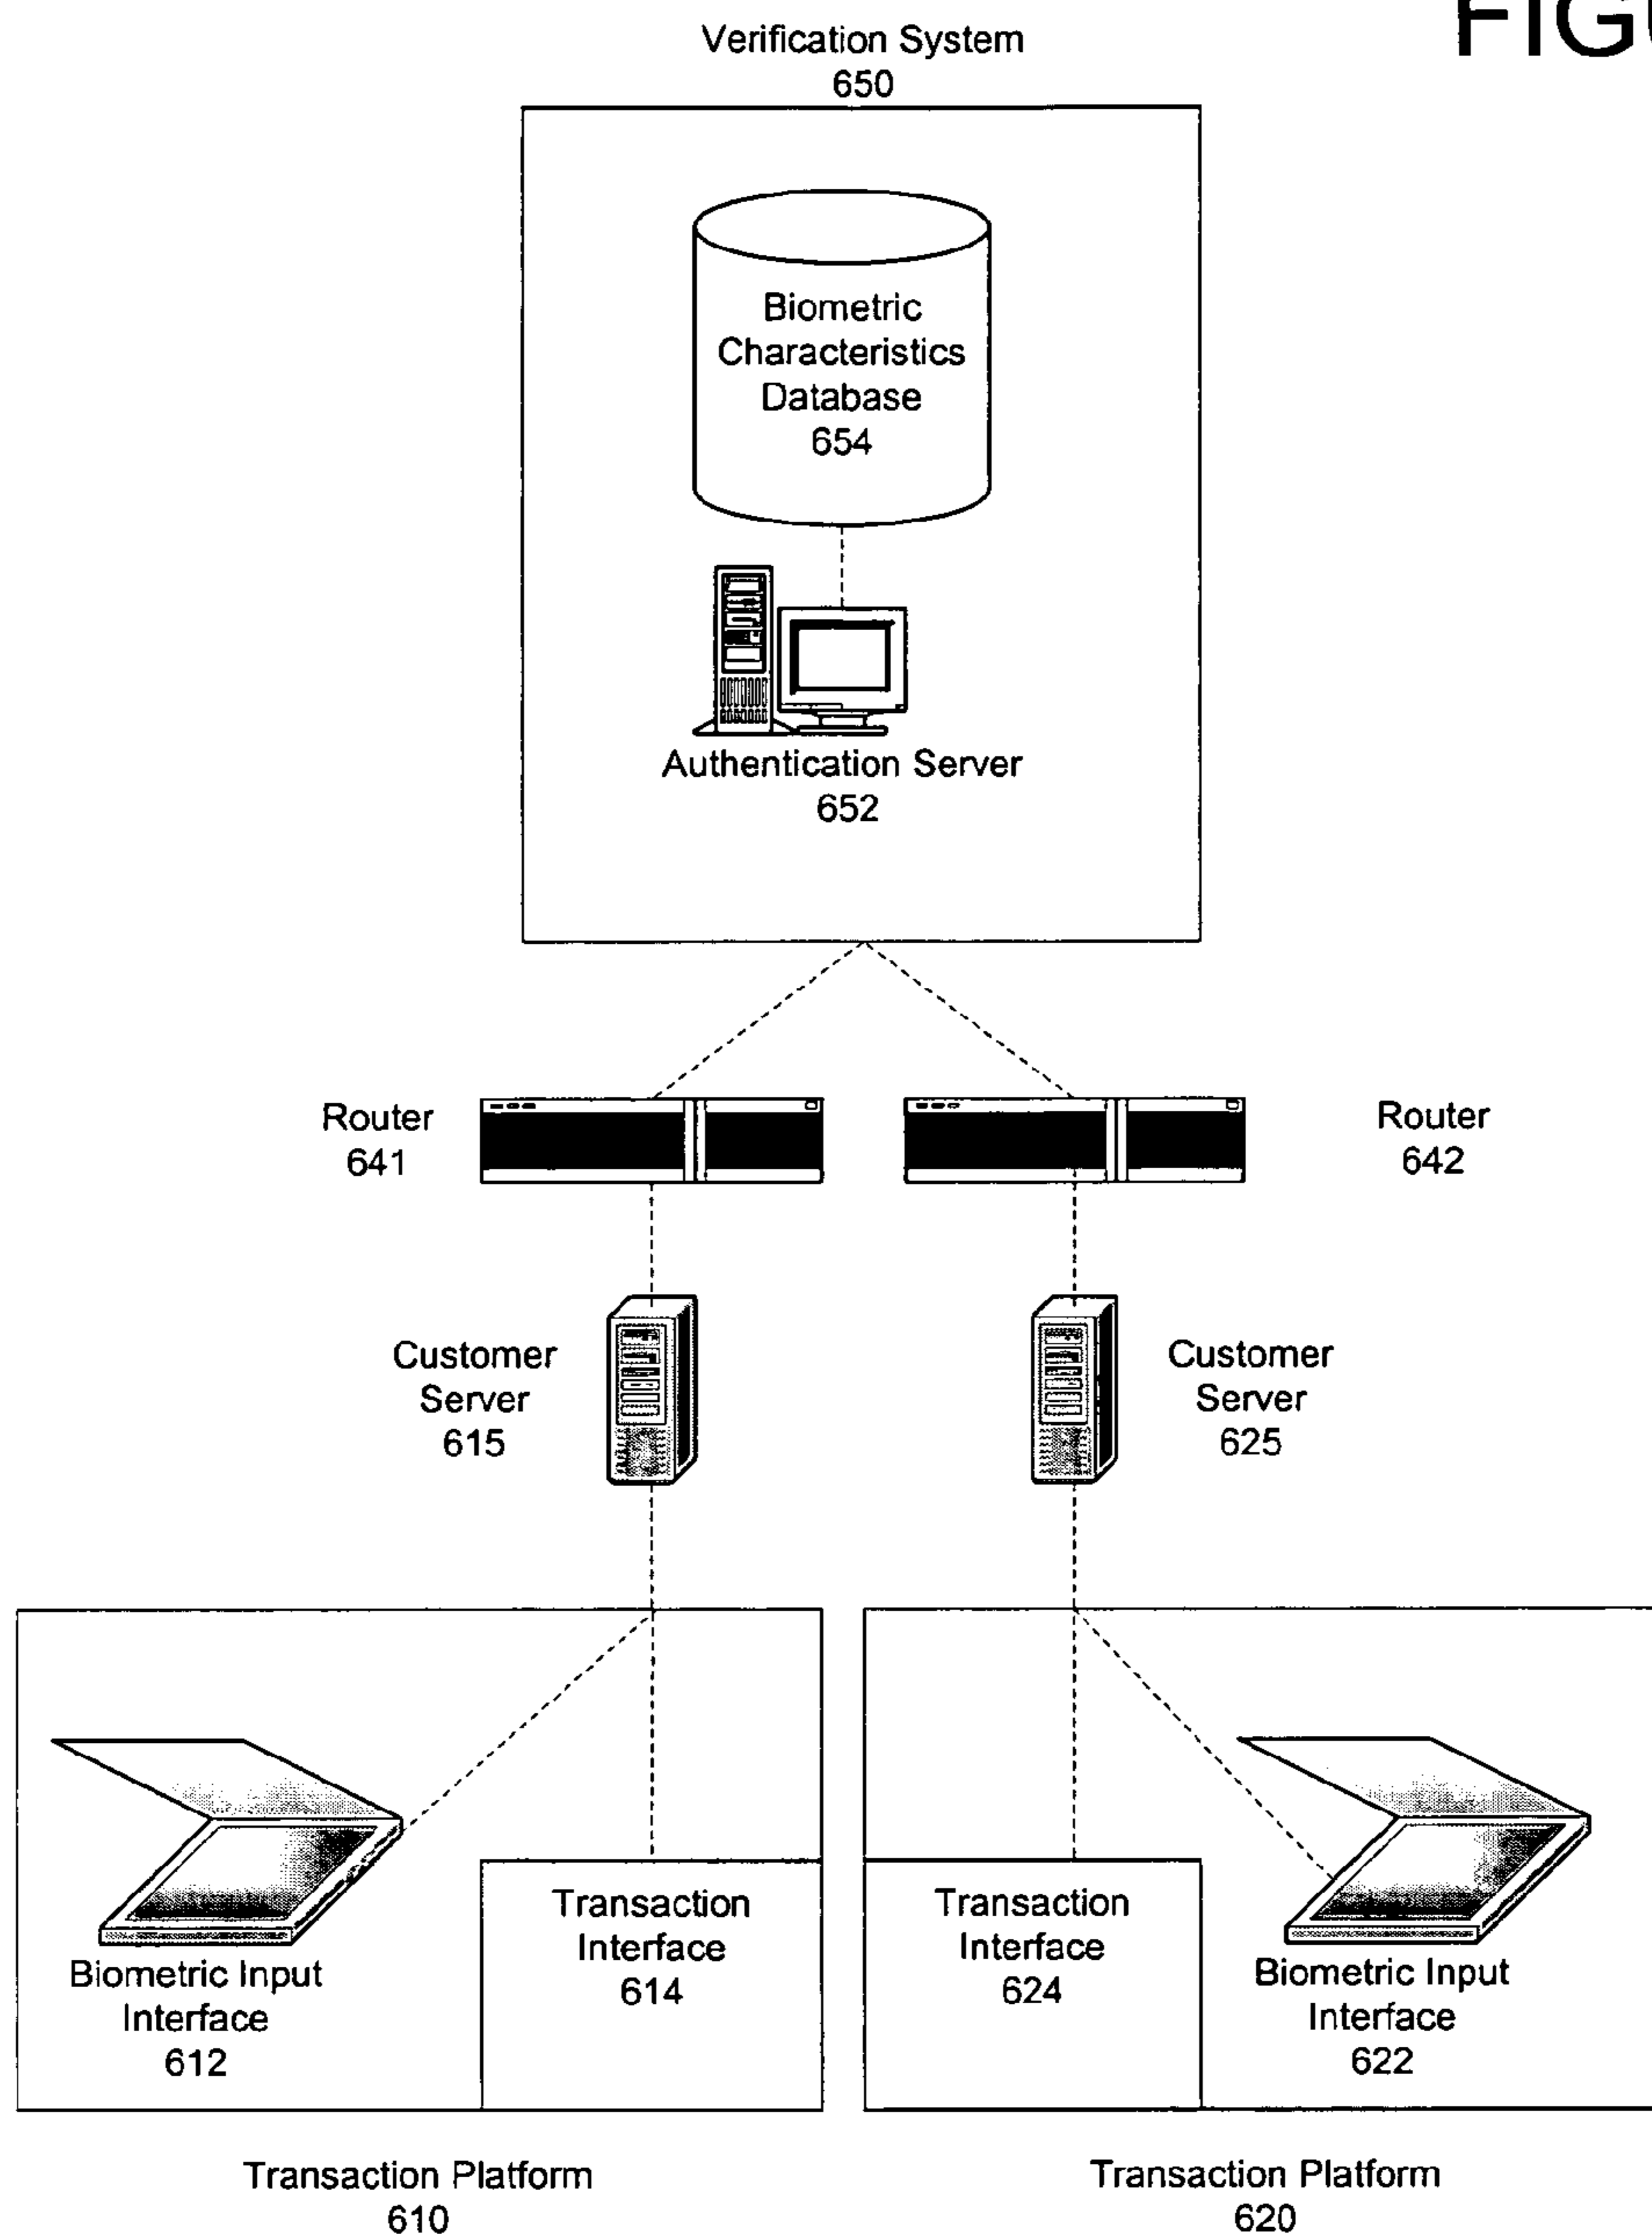 FIGU
Verification System
650
Biometric
Characteristics
Database
654
Authentication Server
652
Router
641
Router
642
Customer
Server
615
Customer
Server
625
Biometric Input
Interface
612
Transaction
Interface
614
Transaction
Interface
624
Biometric Input
Interface
622
Transaction Platform
610
Transaction Platform
620